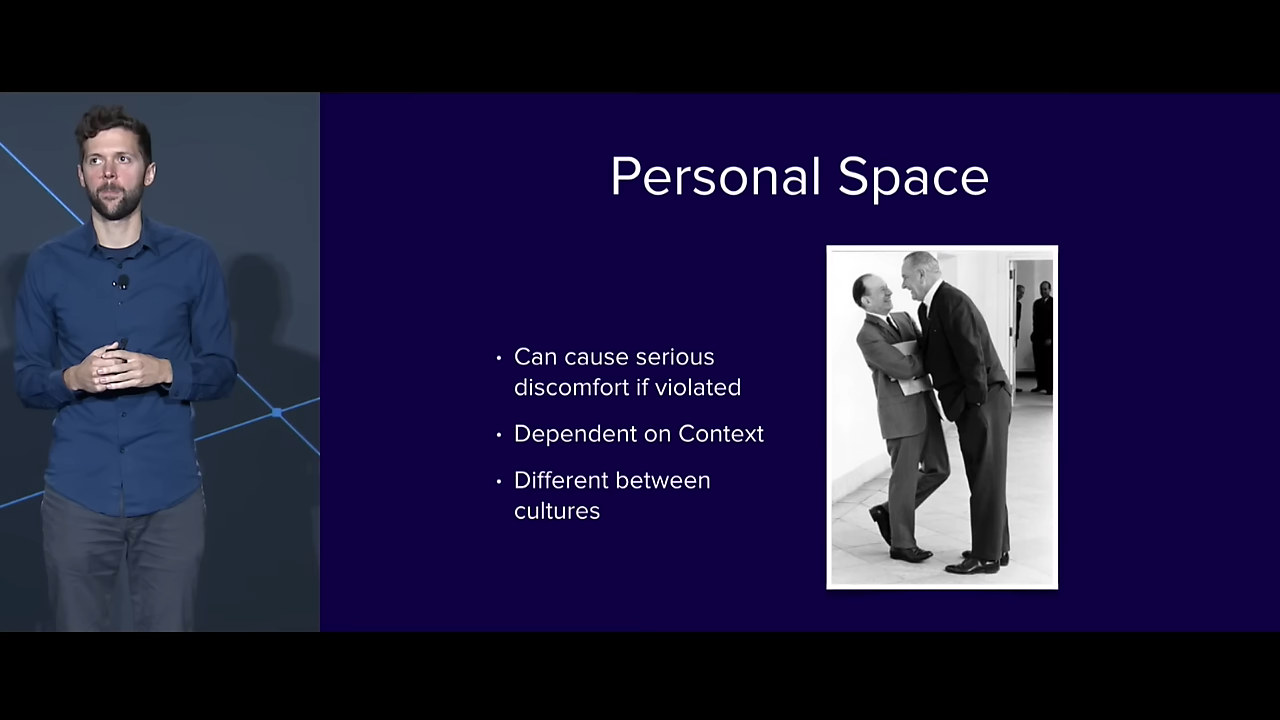 Personal Space
• Can cause serious
discomfort if violated
• Dependent on Context
• Different between
cultures